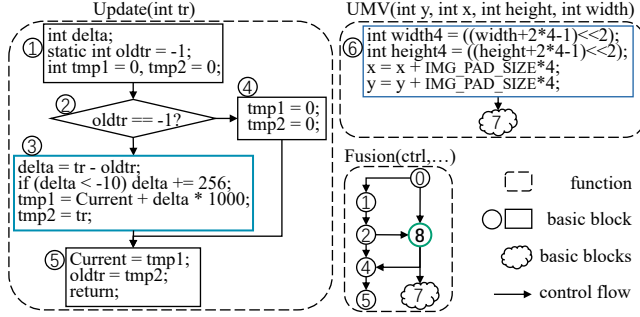 Update(int tr)
① int delta;
static int oldtr = -1;
int tmp1 = 0, tmp2 = 0;
②
oldtr == -1?
④ tmp1 = 0;
tmp2 = 0;
③
delta = tr - oldtr;
if (delta < -10) delta += 256;
tmp1 = Current + delta * 1000;
tmp2 = tr;
⑤ Current = tmp1;
oldtr = tmp2;
return;
UMV(int y, int x, int height, int width)
⑥ int width4 = ((width+2*4-1)<<2);
int height4 = ((height+2*4-1)<<2);
x = x + IMG_PAD_SIZE*4;
y = y + IMG_PAD_SIZE*4;
7
Fusion(ctrl,…)
0
1
2 8
4
5 7
function
basic block
basic blocks
control flow